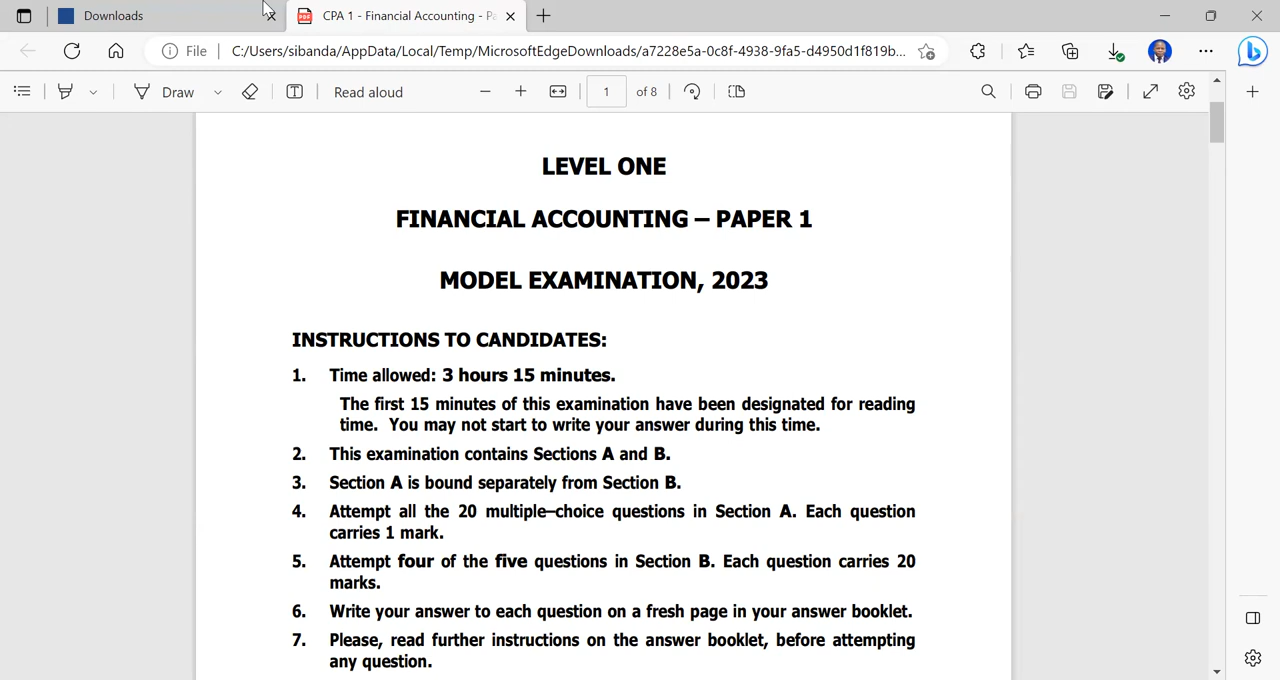 Downloads
CPA 1 - Financial Accounting - Pa
File
C:/Users/sibanda/AppData/Local/Temp/MicrosoftEdgeDownloads/a7228e5a-0c8f-4938-9fa5-d4950d1f819b...
Draw
Read aloud
1 of 8
LEVEL ONE
FINANCIAL ACCOUNTING – PAPER 1
MODEL EXAMINATION, 2023
INSTRUCTIONS TO CANDIDATES:
1. Time allowed: 3 hours 15 minutes.
The first 15 minutes of this examination have been designated for reading
time. You may not start to write your answer during this time.
2. This examination contains Sections A and B.
3. Section A is bound separately from Section B.
4. Attempt all the 20 multiple–choice questions in Section A. Each question
carries 1 mark.
5. Attempt four of the five questions in Section B. Each question carries 20
marks.
6. Write your answer to each question on a fresh page in your answer booklet.
7. Please, read further instructions on the answer booklet, before attempting
any question.